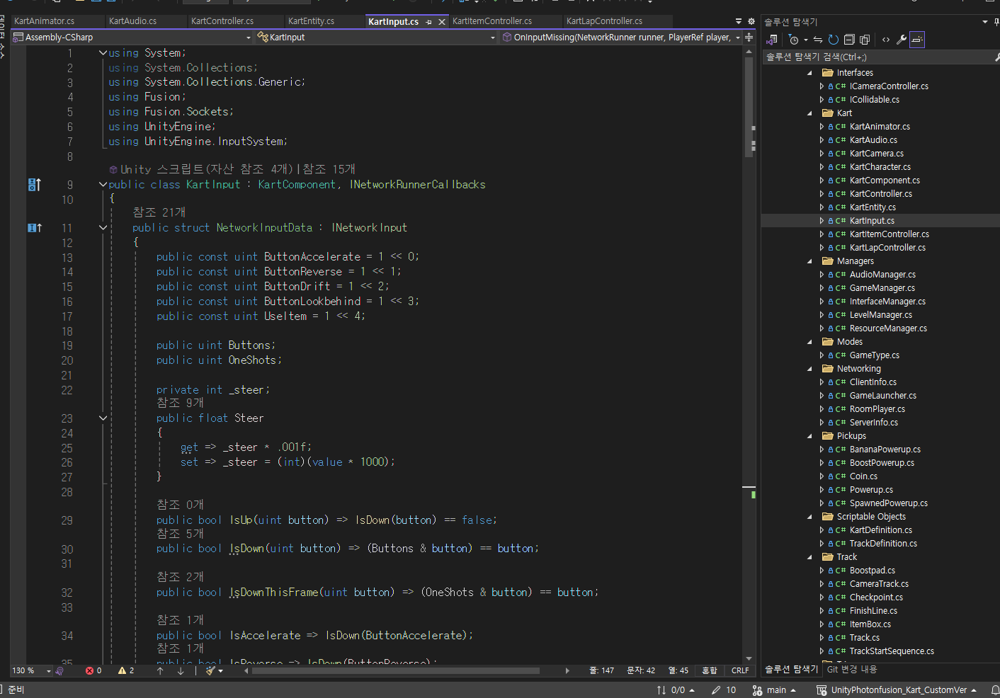 KartAnimator.cs KartAudio.cs KartController.cs KartEntity.cs KartInput.cs KartItemController.cs KartLapController.cs
Assembly-CSharp KartInput OnInputMissing(NetworkRunner runner, PlayerRef player,
1 using System;
2 using System.Collections;
3 using System.Collections.Generic;
4 using Fusion;
5 using Fusion.Sockets;
6 using UnityEngine;
7 using UnityEngine.InputSystem;
8
Unity 스크립트(자산 참조 4개)|참조 15개
9 public class KartInput : KartComponent, INetworkRunnerCallbacks
10 {
참조 21개
11 public struct NetworkInputData : INetworkInput
12 {
13 public const uint ButtonAccelerate = 1 << 0;
14 public const uint ButtonReverse = 1 << 1;
15 public const uint ButtonDrift = 1 << 2;
16 public const uint ButtonLookbehind = 1 << 3;
17 public const uint UseItem = 1 << 4;
18
19 public uint Buttons;
20 public uint OneShots;
21
22 private int _steer;
참조 9개
23 public float Steer
24 {
25 get => _steer * .001f;
26 set => _steer = (int)(value * 1000);
27 }
28
참조 0개
29 public bool IsUp(uint button) => IsDown(button) == false;
참조 5개
30 public bool IsDown(uint button) => (Buttons & button) == button;
31
참조 2개
32 public bool IsDownThisFrame(uint button) => (OneShots & button) == button;
33
참조 1개
34 public bool IsAccelerate => IsDown(ButtonAccelerate);
참조 1개
35 public bool IsReverse => IsDown(ButtonReverse);
130 % 0 2 줄: 147 문자: 42 열: 45 혼합 CRLF
솔루션 탐색기
솔루션 탐색기 검색(Ctrl+;)
Interfaces
C# ICameraController.cs
C# ICollidable.cs
Kart
C# KartAnimator.cs
C# KartAudio.cs
C# KartCamera.cs
C# KartCharacter.cs
C# KartComponent.cs
C# KartController.cs
C# KartEntity.cs
C# KartInput.cs
C# KartItemController.cs
C# KartLapController.cs
Managers
C# AudioManager.cs
C# GameManager.cs
C# InterfaceManager.cs
C# LevelManager.cs
C# ResourceManager.cs
Modes
C# GameType.cs
Networking
C# ClientInfo.cs
C# GameLauncher.cs
C# RoomPlayer.cs
C# ServerInfo.cs
Pickups
C# BananaPowerup.cs
C# BoostPowerup.cs
C# Coin.cs
C# Powerup.cs
C# SpawnedPowerup.cs
Scriptable Objects
C# KartDefinition.cs
C# TrackDefinition.cs
Track
C# Boostpad.cs
C# CameraTrack.cs
C# Checkpoint.cs
C# FinishLine.cs
C# ItemBox.cs
C# Track.cs
C# TrackStartSequence.cs
솔루션 탐색기 Git 변경 내용
준비 0/0 10 main UnityPhotonfusion_Kart_CustomVer